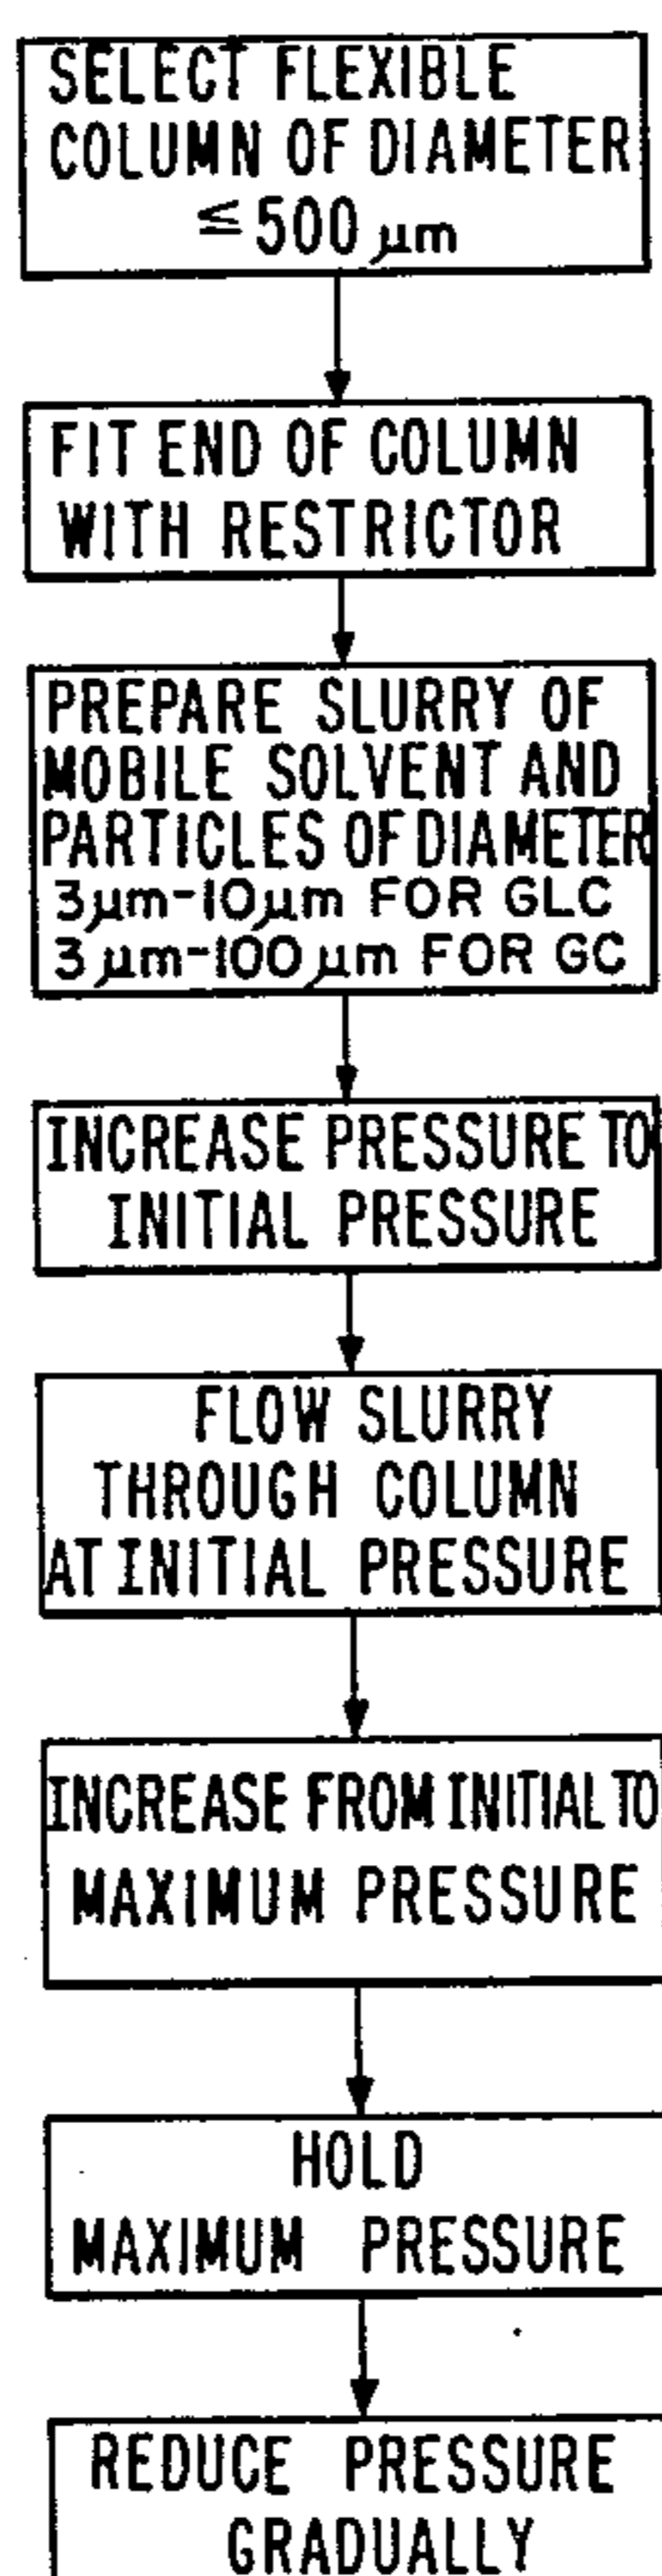 SELECT FLEXIBLE
COLUMN OF DIAMETER
≦ 500 μm
FIT END OF COLUMN
WITH RESTRICTOR
PREPARE SLURRY OF
MOBILE SOLVENT AND
PARTICLES OF DIAMETER
3μm-10μm FOR GLC
3μm-100μm FOR GC
INCREASE PRESSURE TO
INITIAL PRESSURE
FLOW SLURRY
THROUGH COLUMN
AT INITIAL PRESSURE
INCREASE FROM INITIAL TO
MAXIMUM PRESSURE
HOLD
MAXIMUM PRESSURE
REDUCE PRESSURE
GRADUALLY